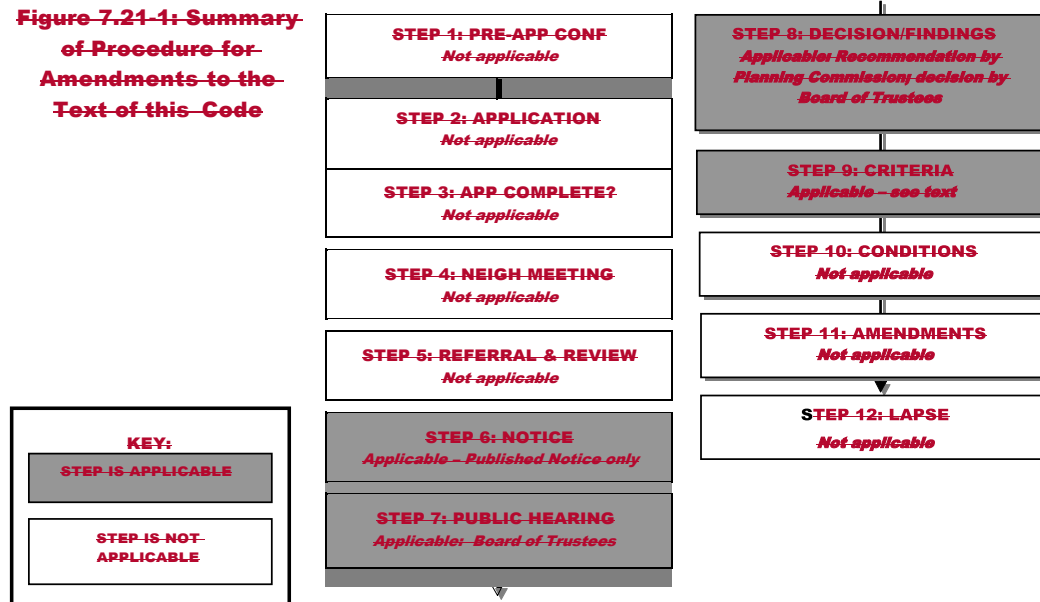 Figure 7.21-1: Summary
of Procedure for
Amendments to the
Text of this Code
STEP 1: PRE-APP CONF
Not applicable
STEP 2: APPLICATION
Not applicable
STEP 3: APP COMPLETE?
Not applicable
STEP 4: NEIGH MEETING
Not applicable
STEP 5: REFERRAL & REVIEW
Not applicable
STEP 6: NOTICE
Applicable – Published Notice only
STEP 7: PUBLIC HEARING
Applicable: Board of Trustees
STEP 8: DECISION/FINDINGS
Applicable: Recommendation by
Planning Commission; decision by
Board of Trustees
STEP 9: CRITERIA
Applicable – see text
STEP 10: CONDITIONS
Not applicable
STEP 11: AMENDMENTS
Not applicable
STEP 12: LAPSE
Not applicable
KEY:
STEP IS APPLICABLE
STEP IS NOT
APPLICABLE